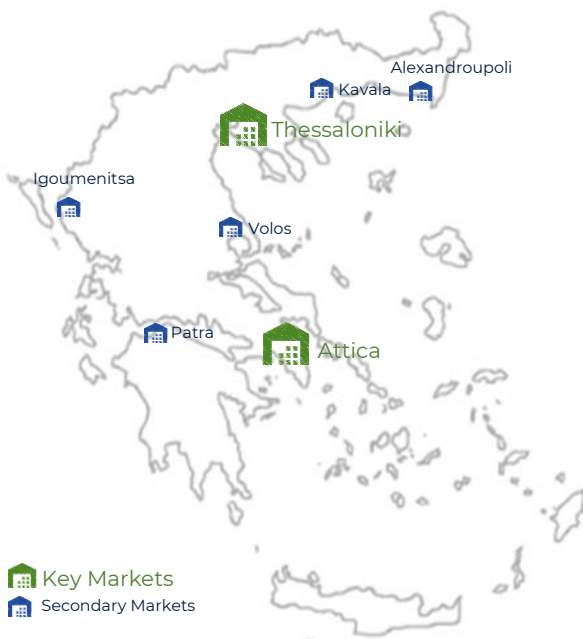 Alexandroupoli
Kavala
Thessaloniki
Igoumenitsa
Volos
Patra
Attica
Key Markets
Secondary Markets